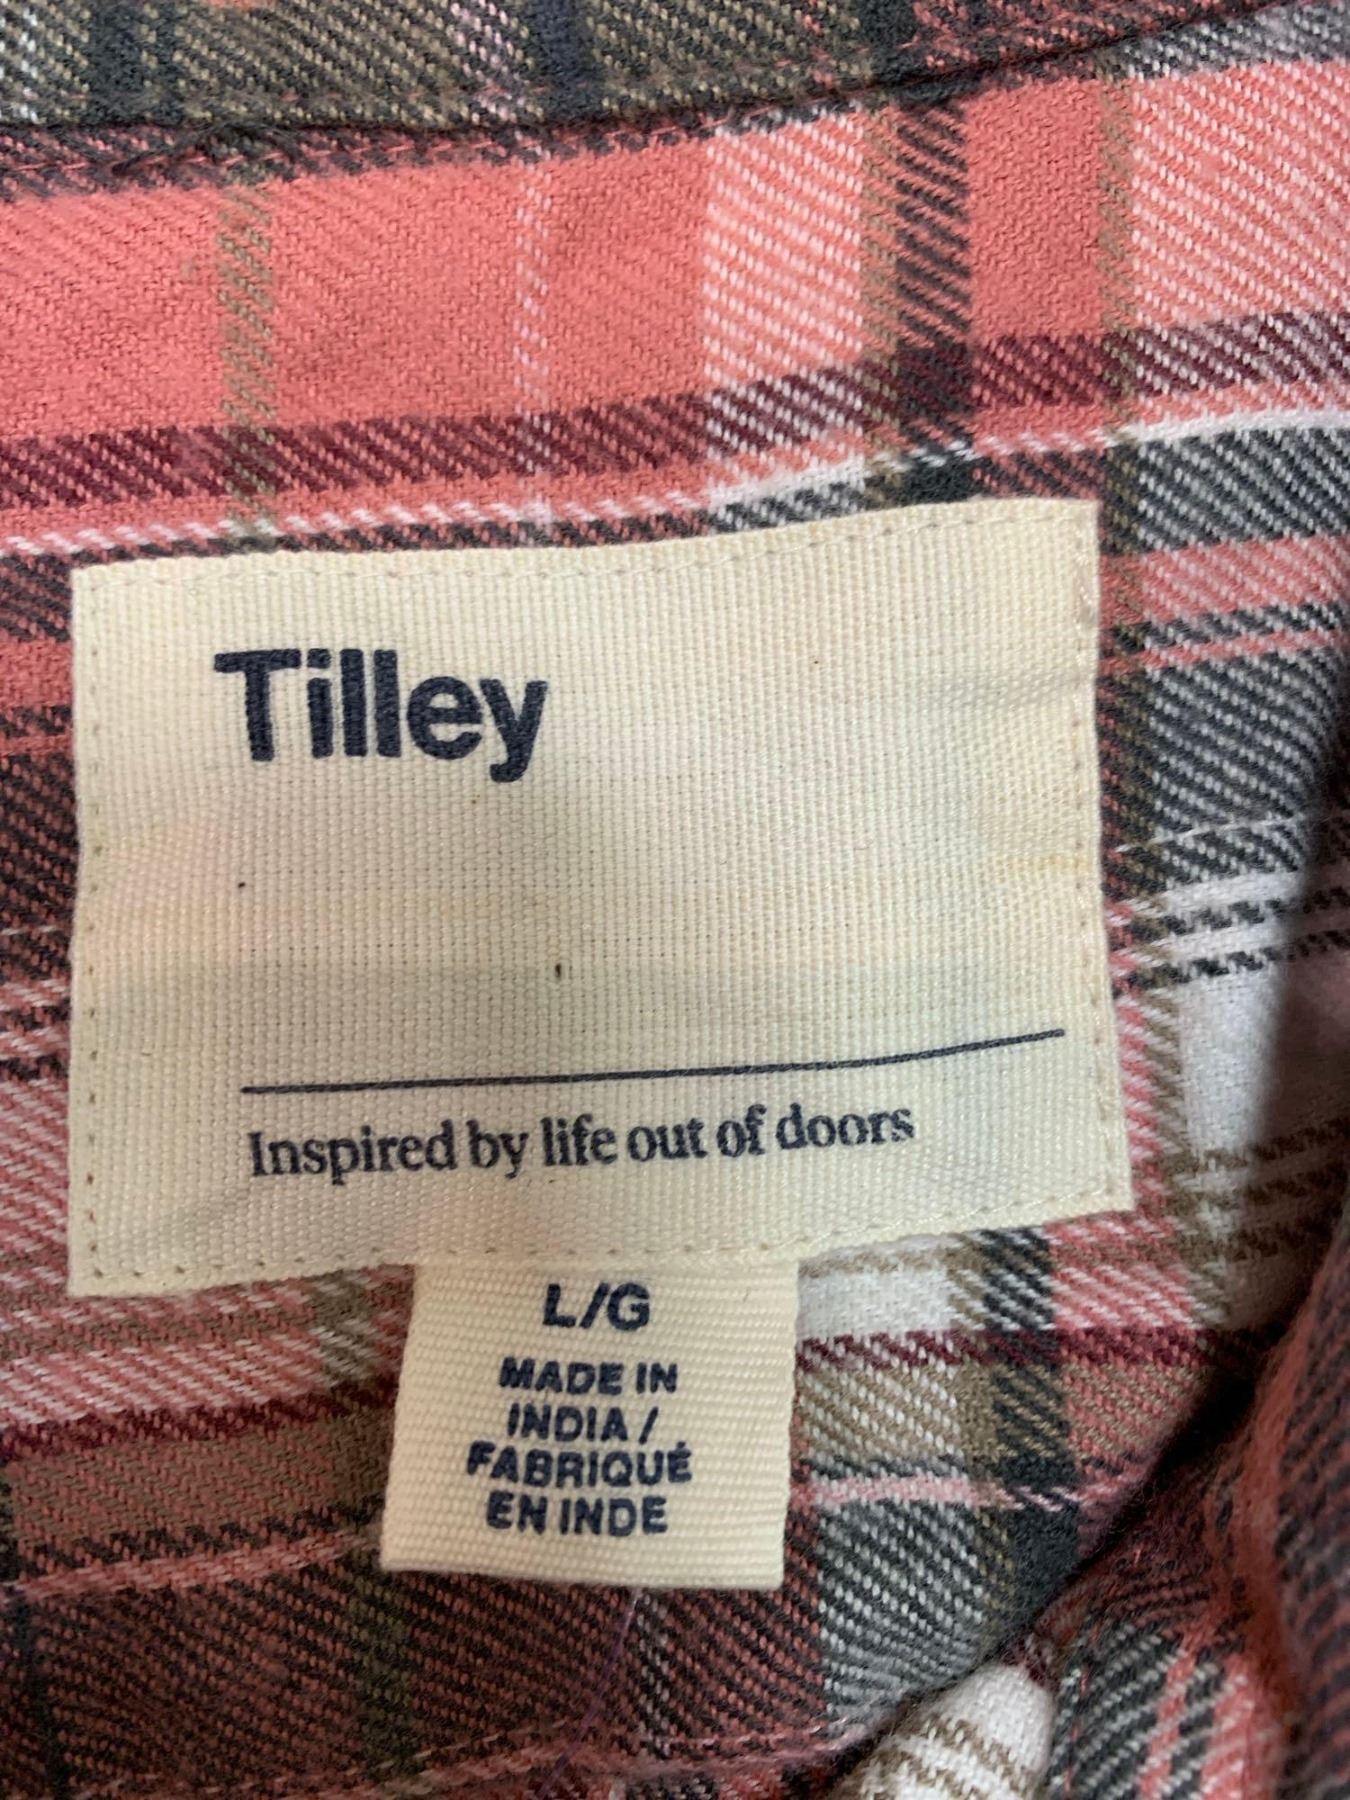 Tilley
Inspired by life out of doors
L/G
MADE IN
INDIA /
FABRIQUÉ
EN INDE